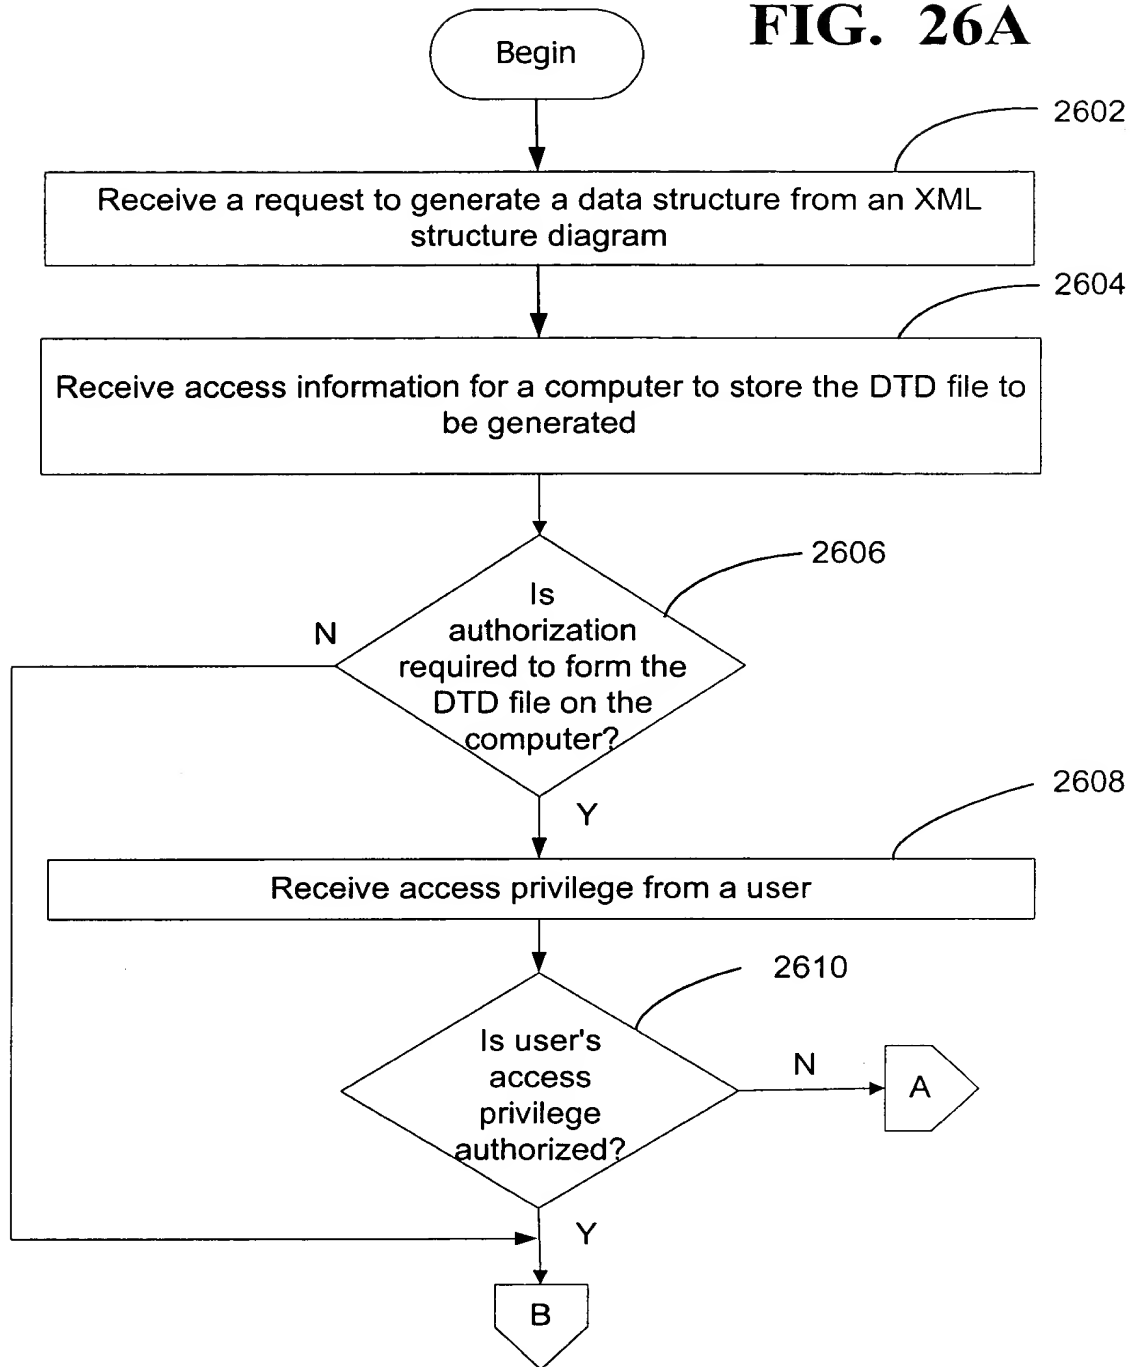 FIG. 26A
Begin
2602
Receive a request to generate a data structure from an XML
structure diagram
2604
Receive access information for a computer to store the DTD file to
be generated
2606
Is
authorization
required to form the
DTD file on the
computer?
N
Y
2608
Receive access privilege from a user
2610
Is user's
access
privilege
authorized?
N
A
Y
B